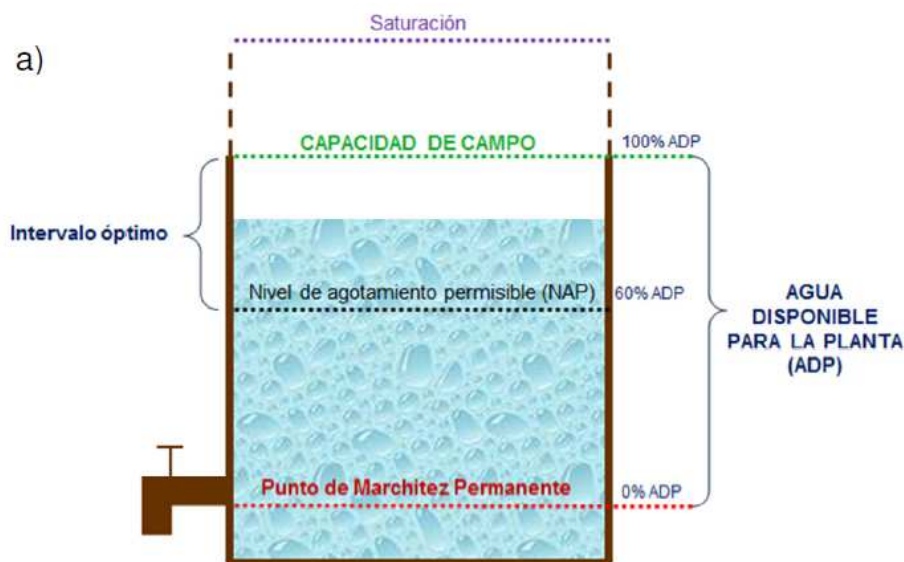 Saturación
a)
CAPACIDAD DE CAMPO
100% ADP
Intervalo óptimo
Nivel de agotamiento permisible (NAP)
60% ADP
AGUA
DISPONIBLE
PARA LA PLANTA
(ADP)
Punto de Marchitez Permanente
0% ADP